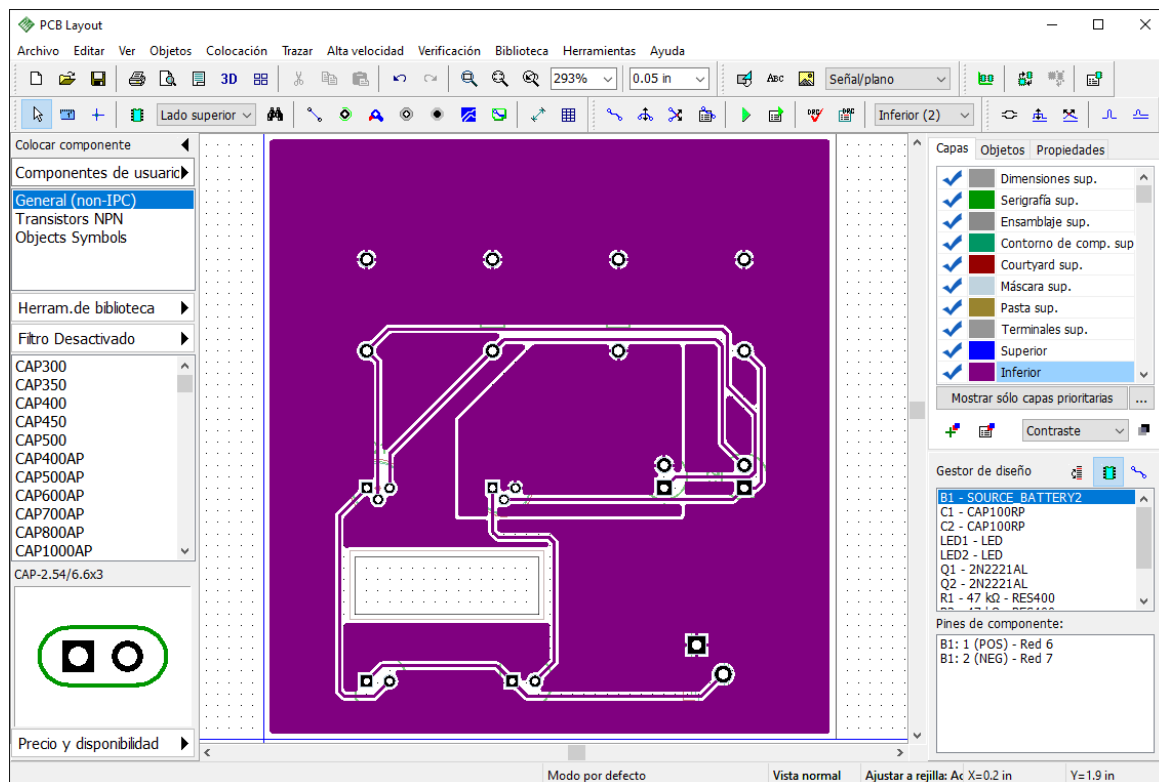 PCB Layout
Archivo Editar Ver Objetos Colocación Trazar Alta velocidad Verificación Biblioteca Herramientas Ayuda
3D 293% 0.05 in ABC Señal/plano
Lado superior Inferior (2)
Colocar componente
Componentes de usuaric
General (non-IPC)
Transistors NPN
Objects Symbols
Herram.de biblioteca
Filtro Desactivado
CAP300
CAP350
CAP400
CAP450
CAP500
CAP400AP
CAP500AP
CAP600AP
CAP700AP
CAP800AP
CAP1000AP
CAP-2.54/6.6x3
Precio y disponibilidad
Capas Objetos Propiedades
Dimensiones sup.
Serigrafía sup.
Ensamblaje sup.
Contorno de comp. sup
Courtyard sup.
Máscara sup.
Pasta sup.
Terminales sup.
Superior
Inferior
Mostrar sólo capas prioritarias ...
Contraste
Gestor de diseño
B1 - SOURCE_BATTERY2
C1 - CAP100RP
C2 - CAP100RP
LED1 - LED
LED2 - LED
Q1 - 2N2221AL
Q2 - 2N2221AL
R1 - 47 kΩ - RES400
Pines de componente:
B1: 1 (POS) - Red 6
B1: 2 (NEG) - Red 7
Modo por defecto Vista normal Ajustar a rejilla: Ac X=0.2 in Y=1.9 in